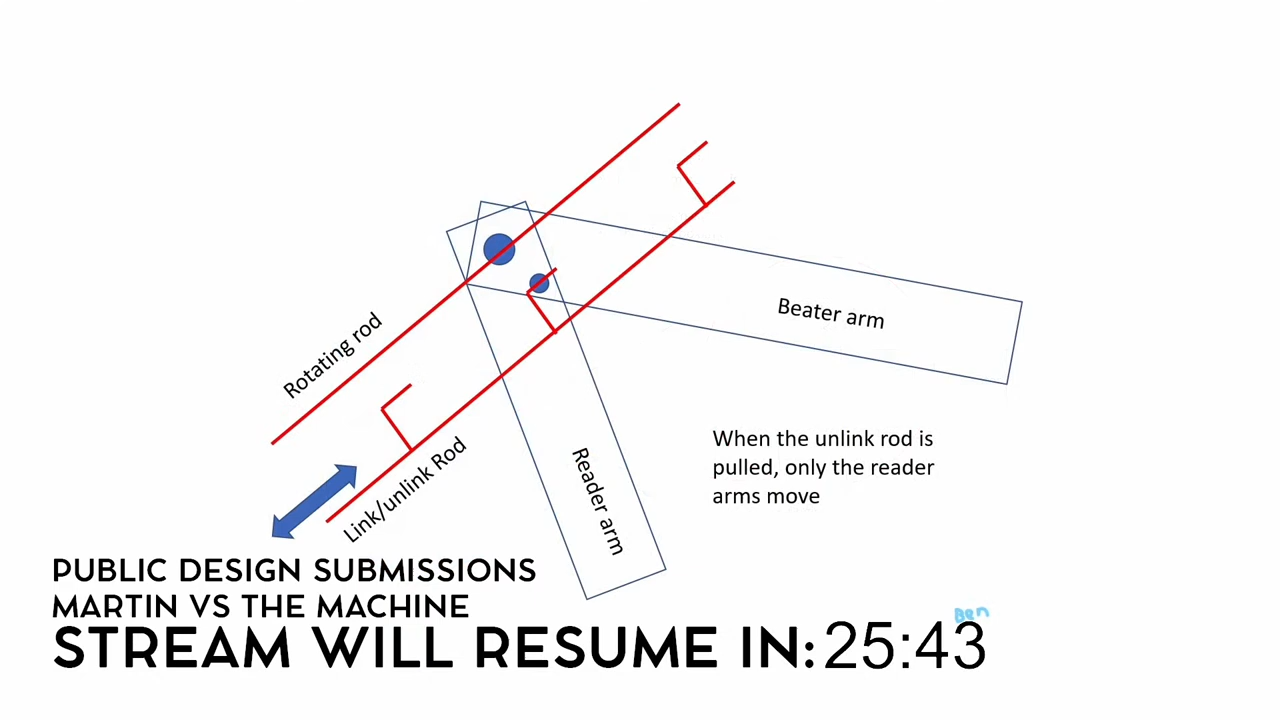 Rotating rod
Beater arm
Link/unlink Rod
Reader arm
When the unlink rod is
pulled, only the reader
arms move
PUBLIC DESIGN SUBMISSIONS
MARTIN VS THE MACHINE
Ben
STREAM WILL RESUME IN: 25:43